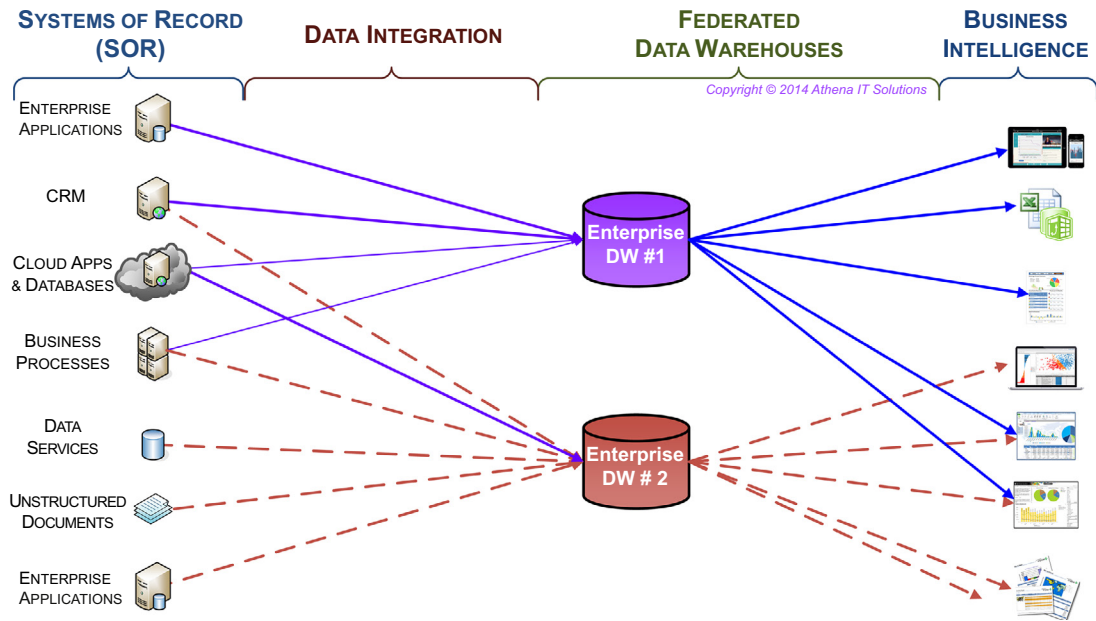 SYSTEMS OF RECORD
(SOR)
DATA INTEGRATION
FEDERATED
DATA WAREHOUSES
BUSINESS
INTELLIGENCE
Copyright © 2014 Athena IT Solutions
ENTERPRISE
APPLICATIONS
CRM
CLOUD APPS
& DATABASES
BUSINESS
PROCESSES
DATA
SERVICES
UNSTRUCTURED
DOCUMENTS
ENTERPRISE
APPLICATIONS
Enterprise
DW #1
Enterprise
DW # 2